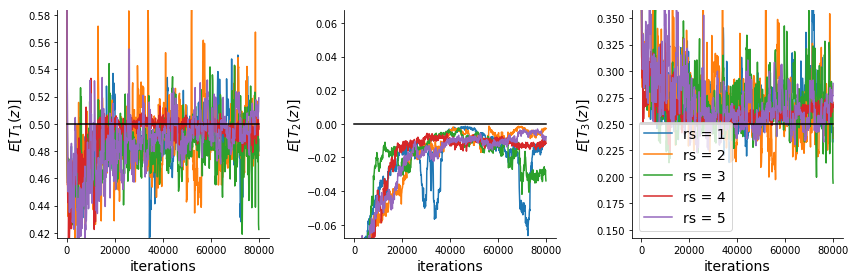 E[T1(z)]
0.58
0.56
0.54
0.52
0.50
0.48
0.46
0.44
0.42
0 20000 40000 60000 80000
iterations
E[T2(z)]
0.06
0.04
0.02
0.00
−0.02
−0.04
−0.06
0 20000 40000 60000 80000
iterations
E[T3(z)]
0.350
0.325
0.300
0.275
0.250
0.225
0.200
0.175
0.150
rs = 1
rs = 2
rs = 3
rs = 4
rs = 5
0 20000 40000 60000 80000
iterations